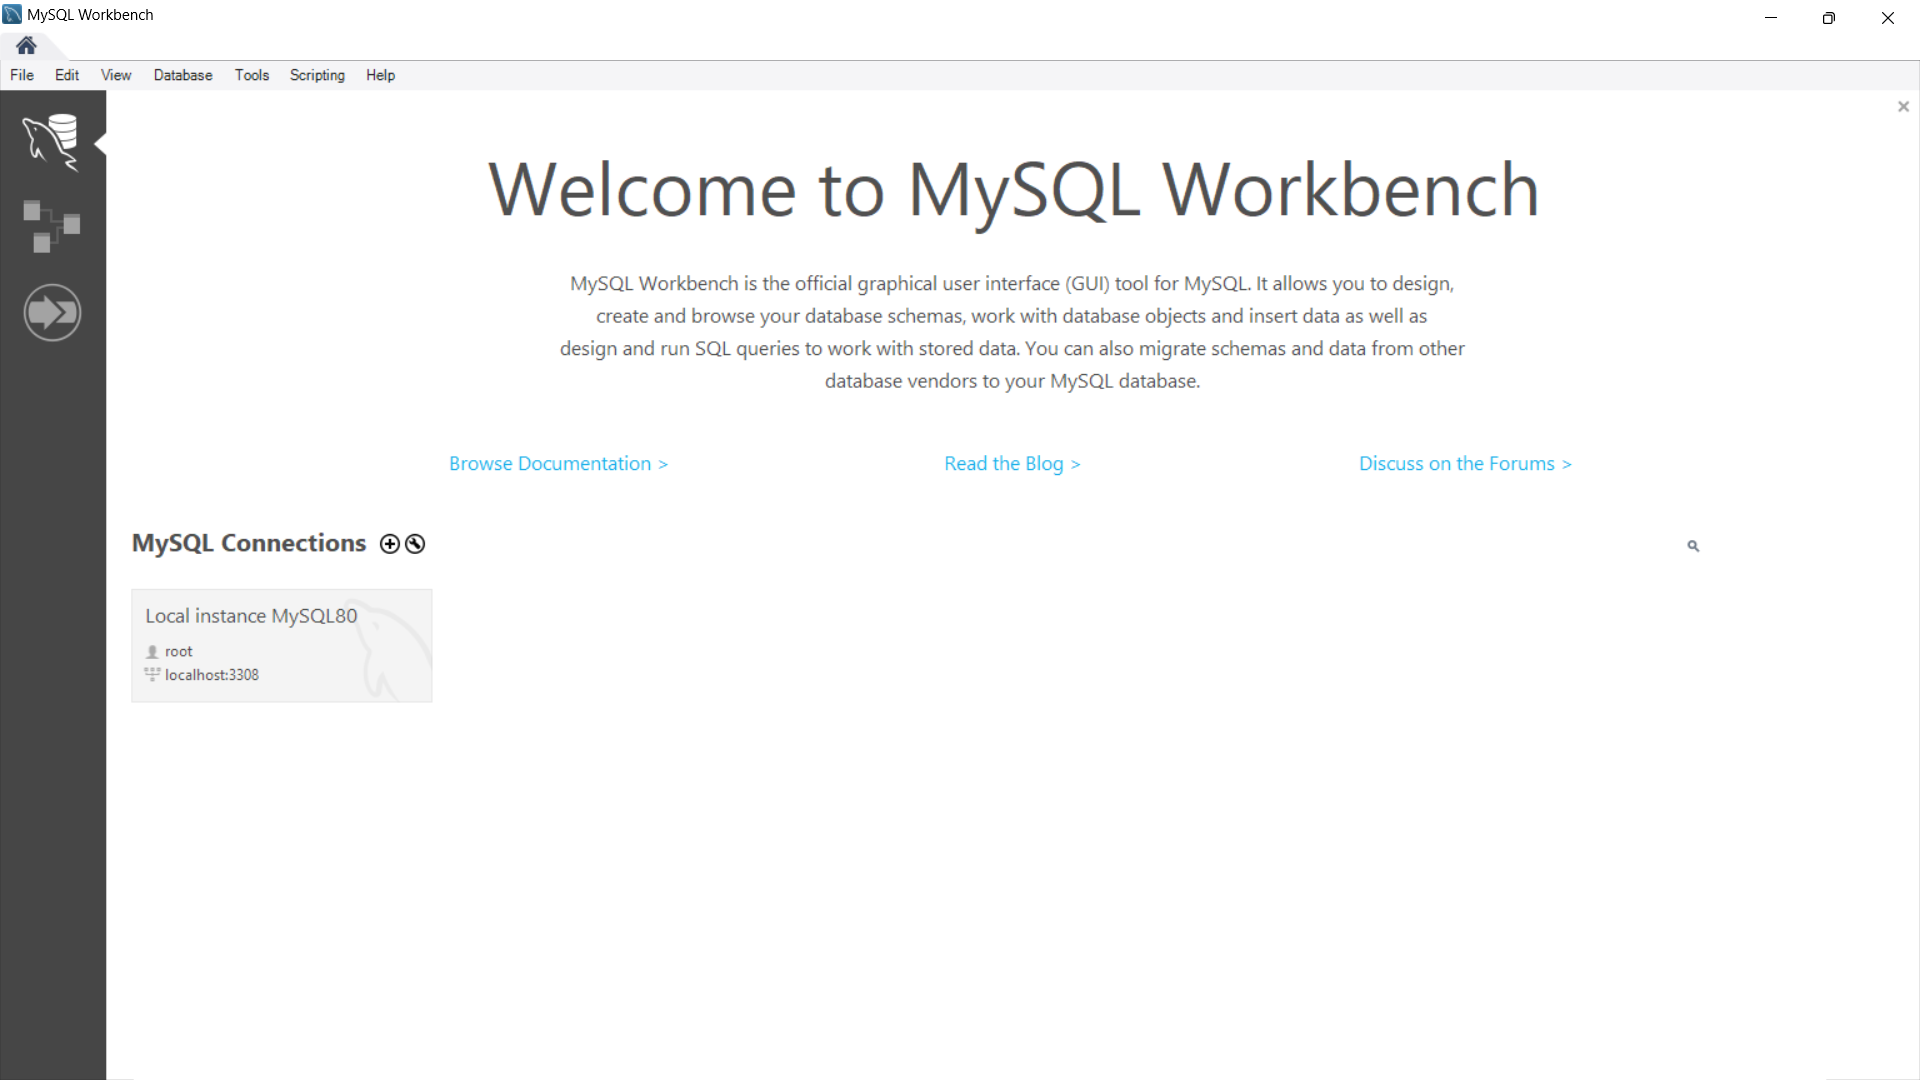 MySQL Workbench
File Edit View Database Tools Scripting Help
Welcome to MySQL Workbench
MySQL Workbench is the official graphical user interface (GUI) tool for MySQL. It allows you to design,
create and browse your database schemas, work with database objects and insert data as well as
design and run SQL queries to work with stored data. You can also migrate schemas and data from other
database vendors to your MySQL database.
Browse Documentation > Read the Blog > Discuss on the Forums >
MySQL Connections
Local instance MySQL80
root
localhost:3308